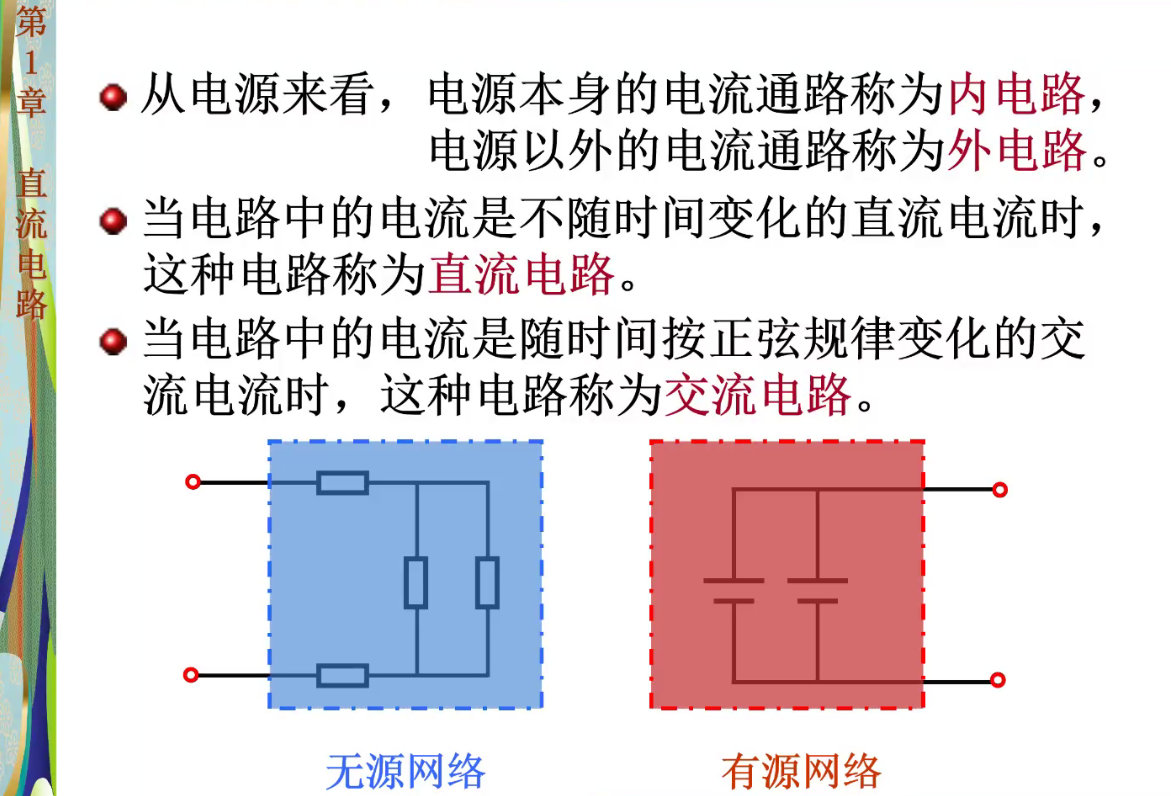 第1章 直流电路
从电源来看，电源本身的电流通路称为内电路，
电源以外的电流通路称为外电路。
当电路中的电流是不随时间变化的直流电流时，
这种电路称为直流电路。
当电路中的电流是随时间按正弦规律变化的交
流电流时，这种电路称为交流电路。
无源网络
有源网络